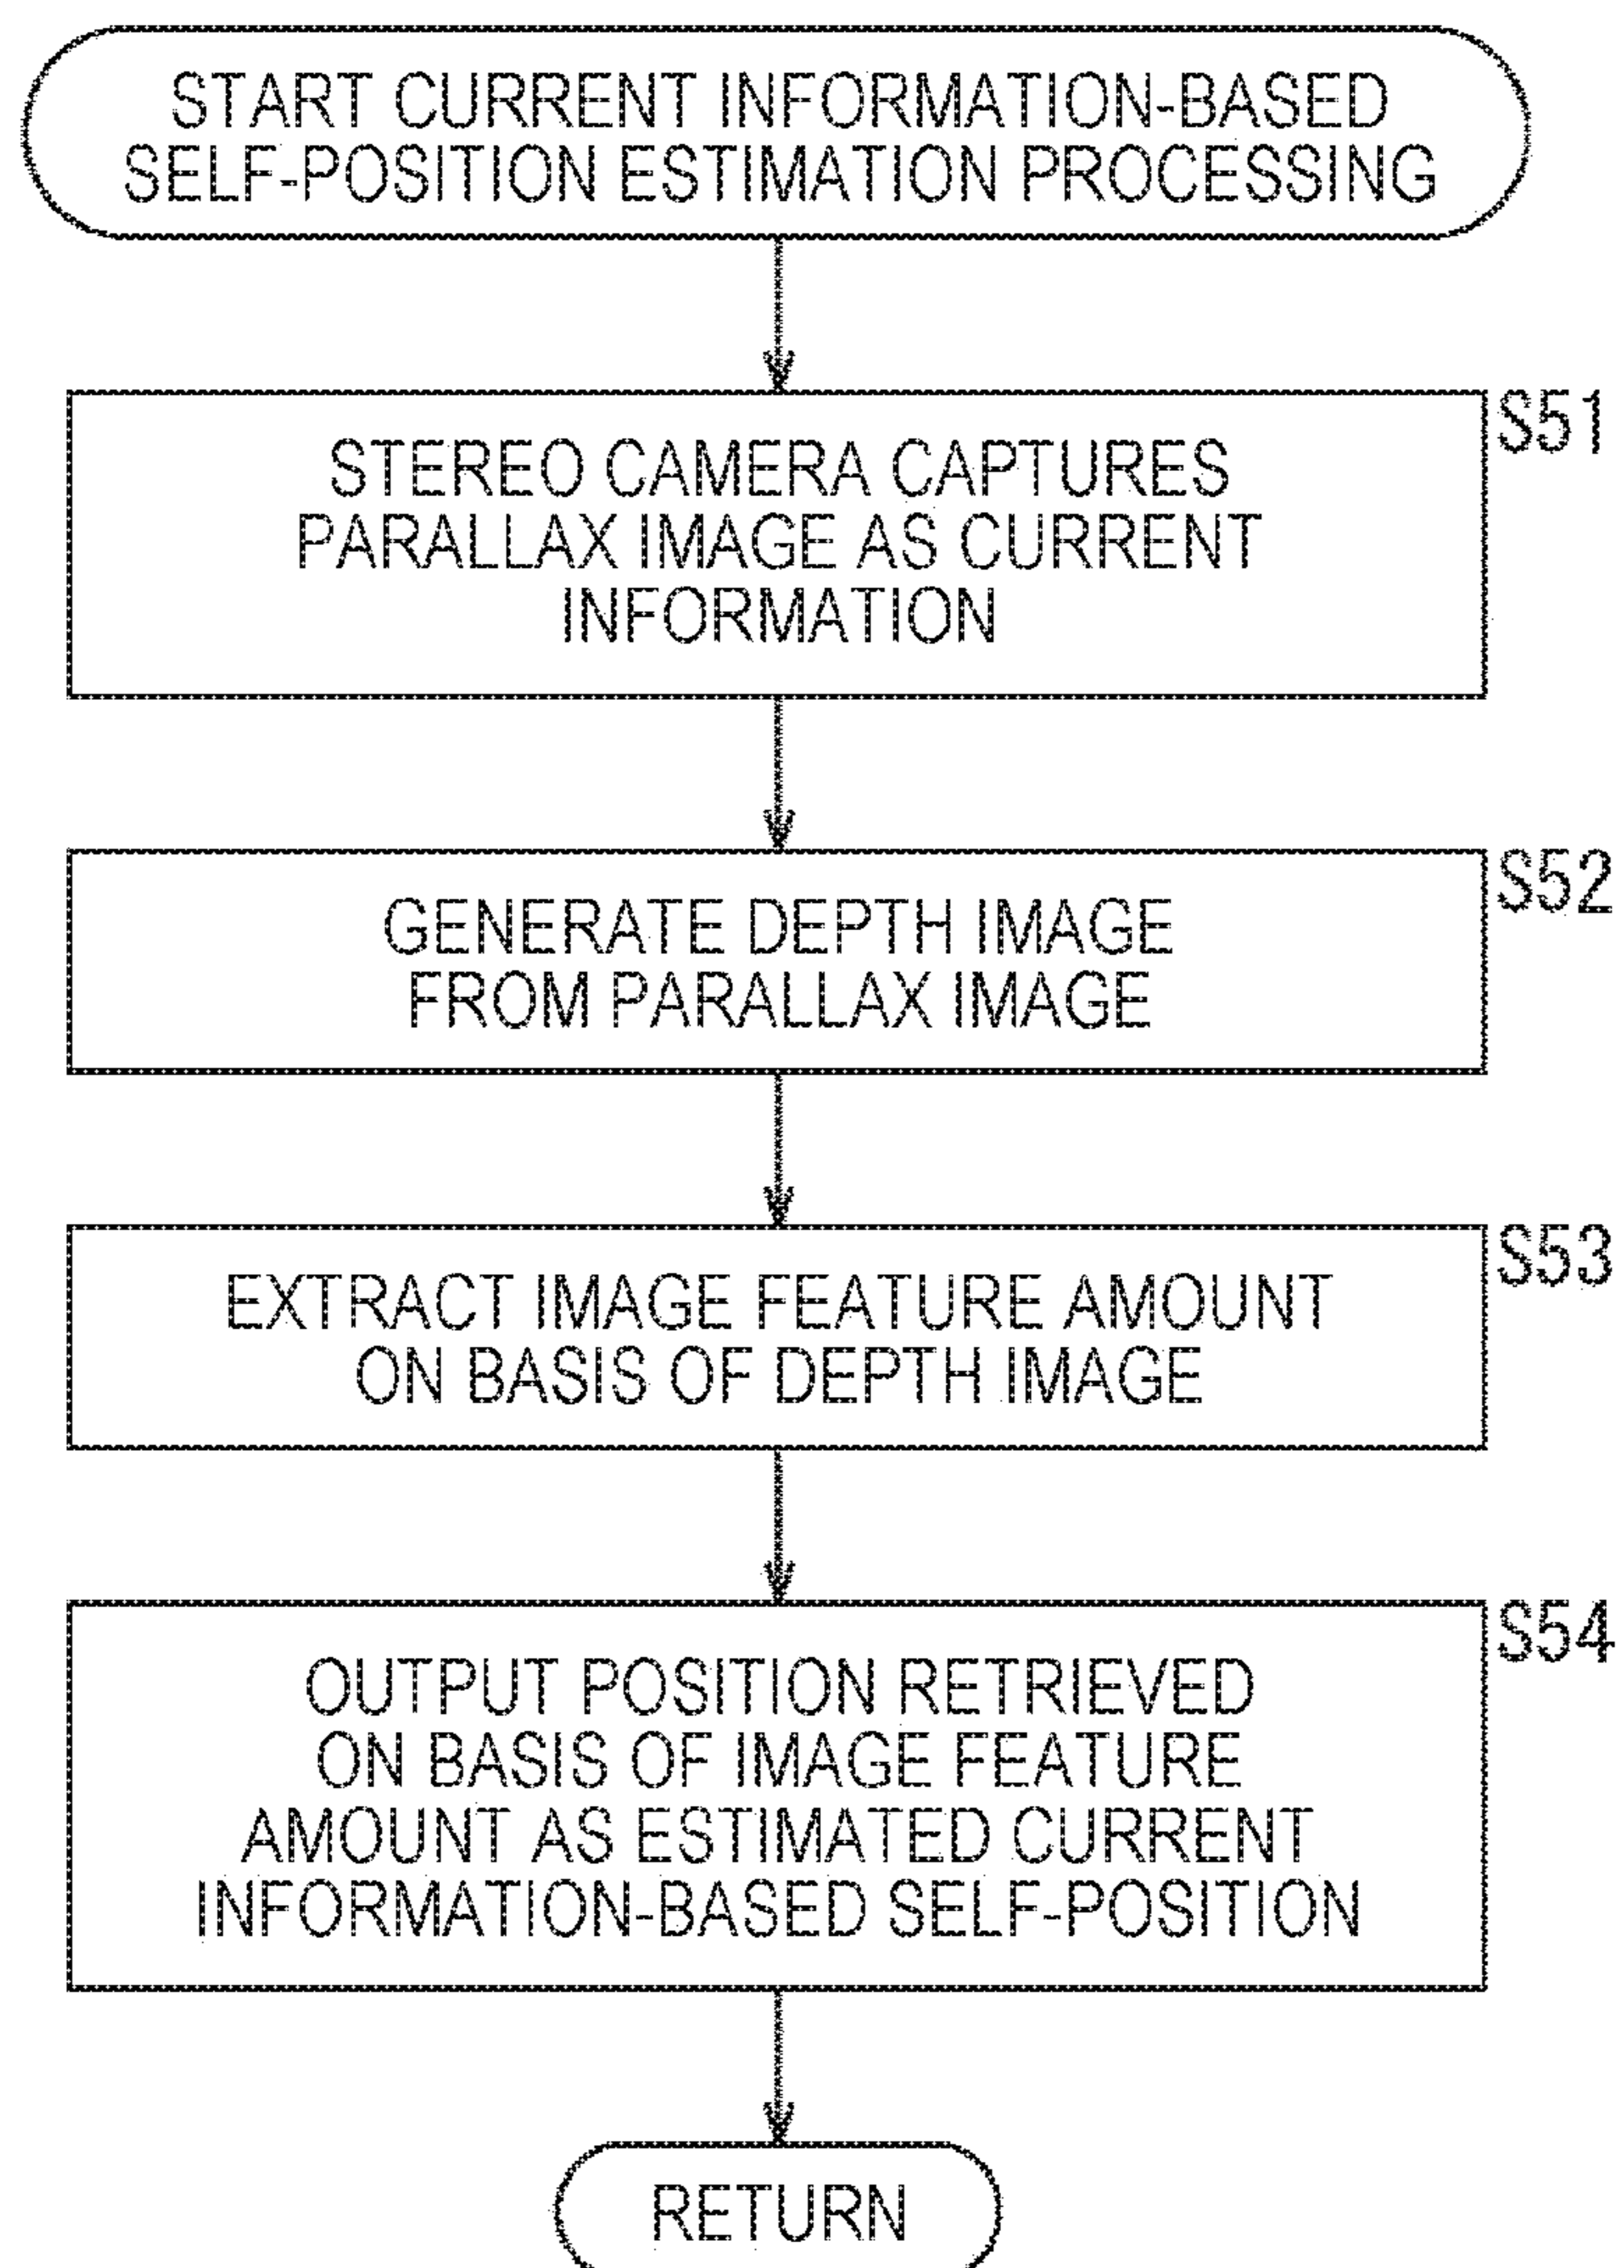 START CURRENT INFORMATION-BASED
SELF-POSITION ESTIMATION PROCESSING
S51
STEREO CAMERA CAPTURES
PARALLAX IMAGE AS CURRENT
INFORMATION
S52
GENERATE DEPTH IMAGE
FROM PARALLAX IMAGE
S53
EXTRACT IMAGE FEATURE AMOUNT
ON BASIS OF DEPTH IMAGE
S54
OUTPUT POSITION RETRIEVED
ON BASIS OF IMAGE FEATURE
AMOUNT AS ESTIMATED CURRENT
INFORMATION-BASED SELF-POSITION
RETURN